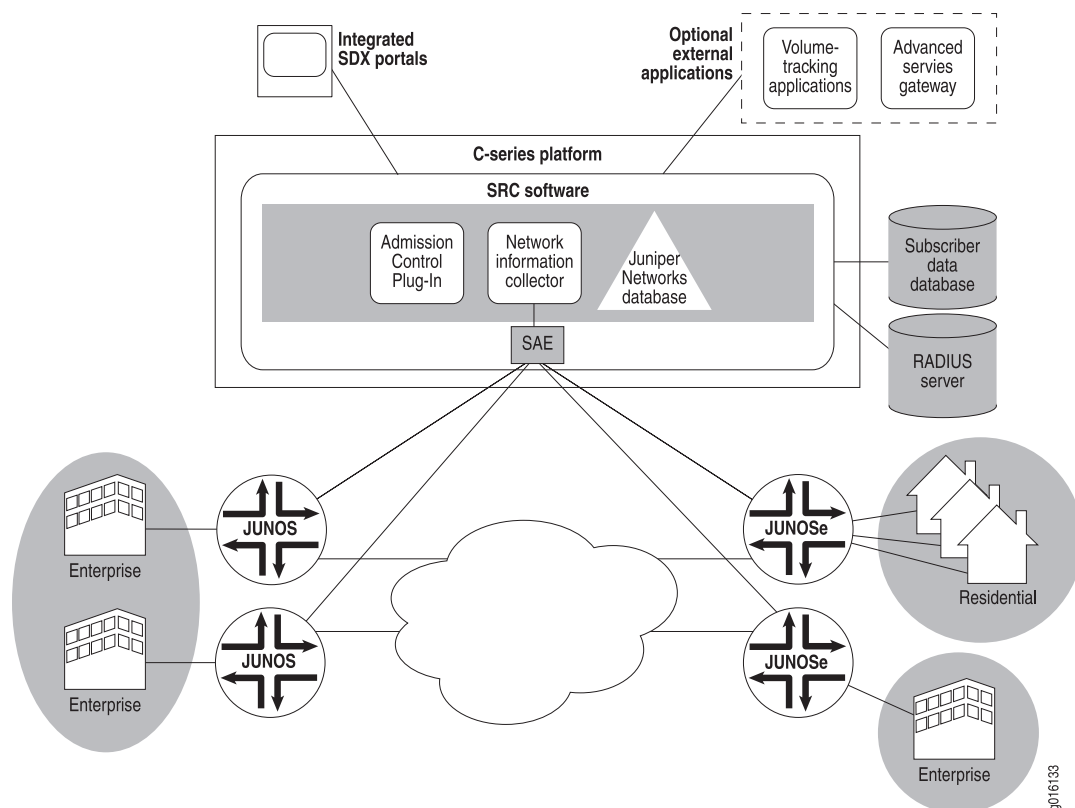 Integrated
SDX portals
Optional
external
applications
Volume-
tracking
applications
Advanced
servies
gateway
C-series platform
SRC software
Admission
Control
Plug-In
Network
information
collector
Juniper
Networks
database
SAE
Subscriber
data
database
RADIUS
server
Enterprise
JUNOS
JUNOSe
Residential
Enterprise
JUNOS
JUNOSe
Enterprise
g016133